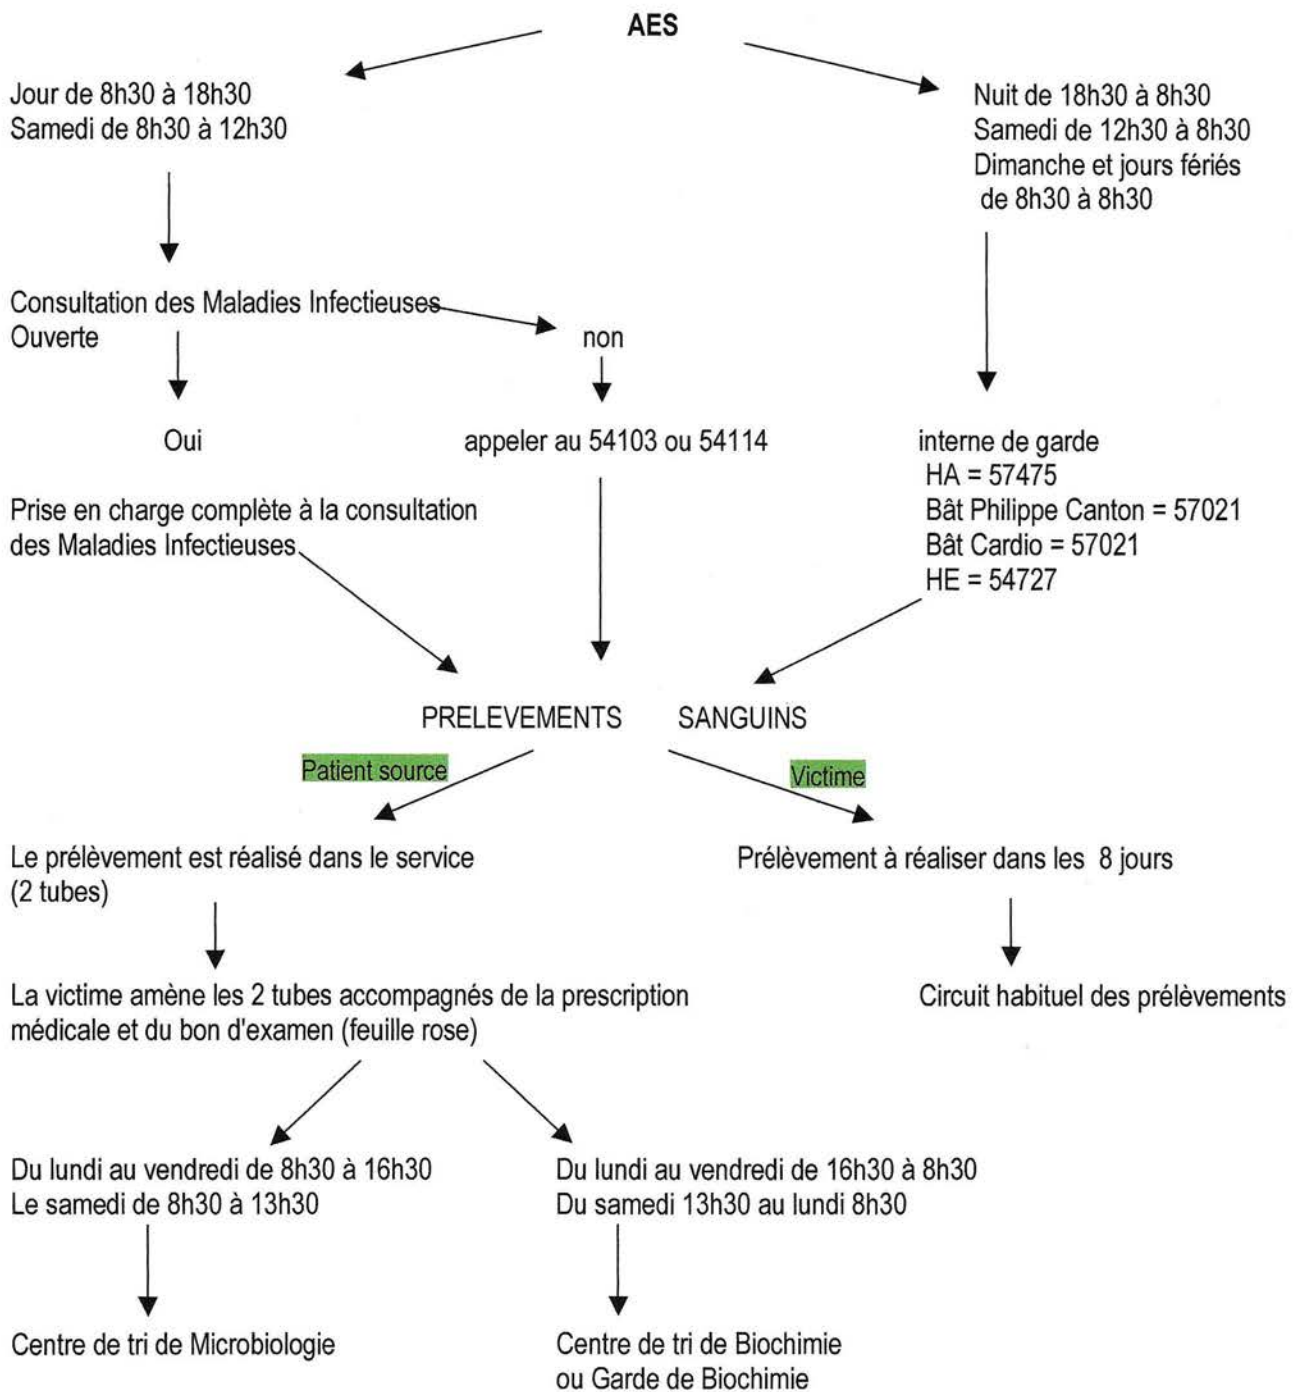 AES
Jour de 8h30 à 18h30
Samedi de 8h30 à 12h30
Nuit de 18h30 à 8h30
Samedi de 12h30 à 8h30
Dimanche et jours fériés
de 8h30 à 8h30
Consultation des Maladies Infectieuses
Ouverte
non
Oui
appeler au 54103 ou 54114
interne de garde
HA = 57475
Bât Philippe Canton = 57021
Bât Cardio = 57021
HE = 54727
Prise en charge complète à la consultation
des Maladies Infectieuses
PRELEVEMENTS SANGUINS
Patient source
Victime
Le prélèvement est réalisé dans le service
(2 tubes)
Prélèvement à réaliser dans les 8 jours
La victime amène les 2 tubes accompagnés de la prescription
médicale et du bon d'examen (feuille rose)
Circuit habituel des prélèvements
Du lundi au vendredi de 8h30 à 16h30
Le samedi de 8h30 à 13h30
Du lundi au vendredi de 16h30 à 8h30
Du samedi 13h30 au lundi 8h30
Centre de tri de Microbiologie
Centre de tri de Biochimie
ou Garde de Biochimie